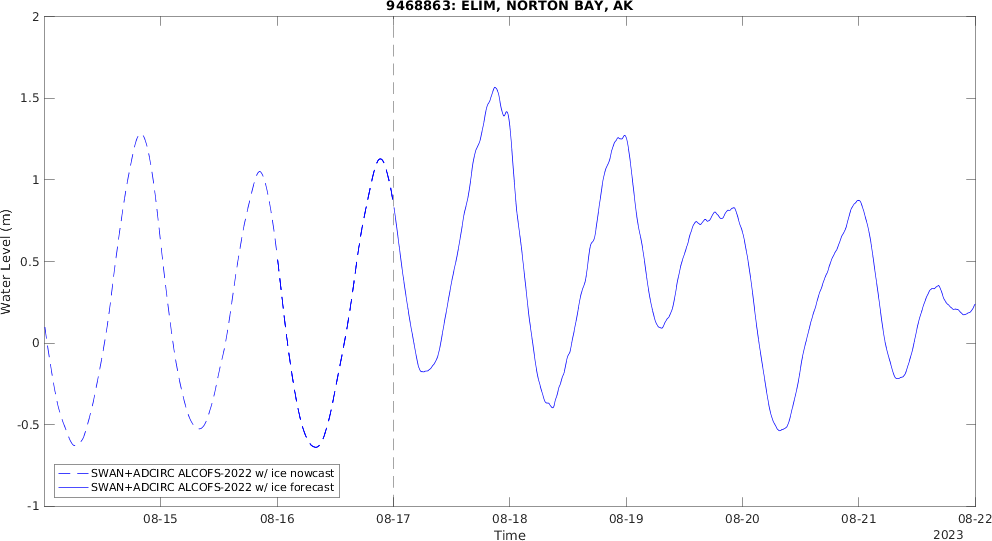 9468863: ELIM, NORTON BAY, AK
2
1.5
1
0.5
0
-0.5
-1
Water Level (m)
SWAN+ADCIRC ALCOFS-2022 w/ ice nowcast
SWAN+ADCIRC ALCOFS-2022 w/ ice forecast
08-15 08-16 08-17 08-18 08-19 08-20 08-21 08-22
Time
2023